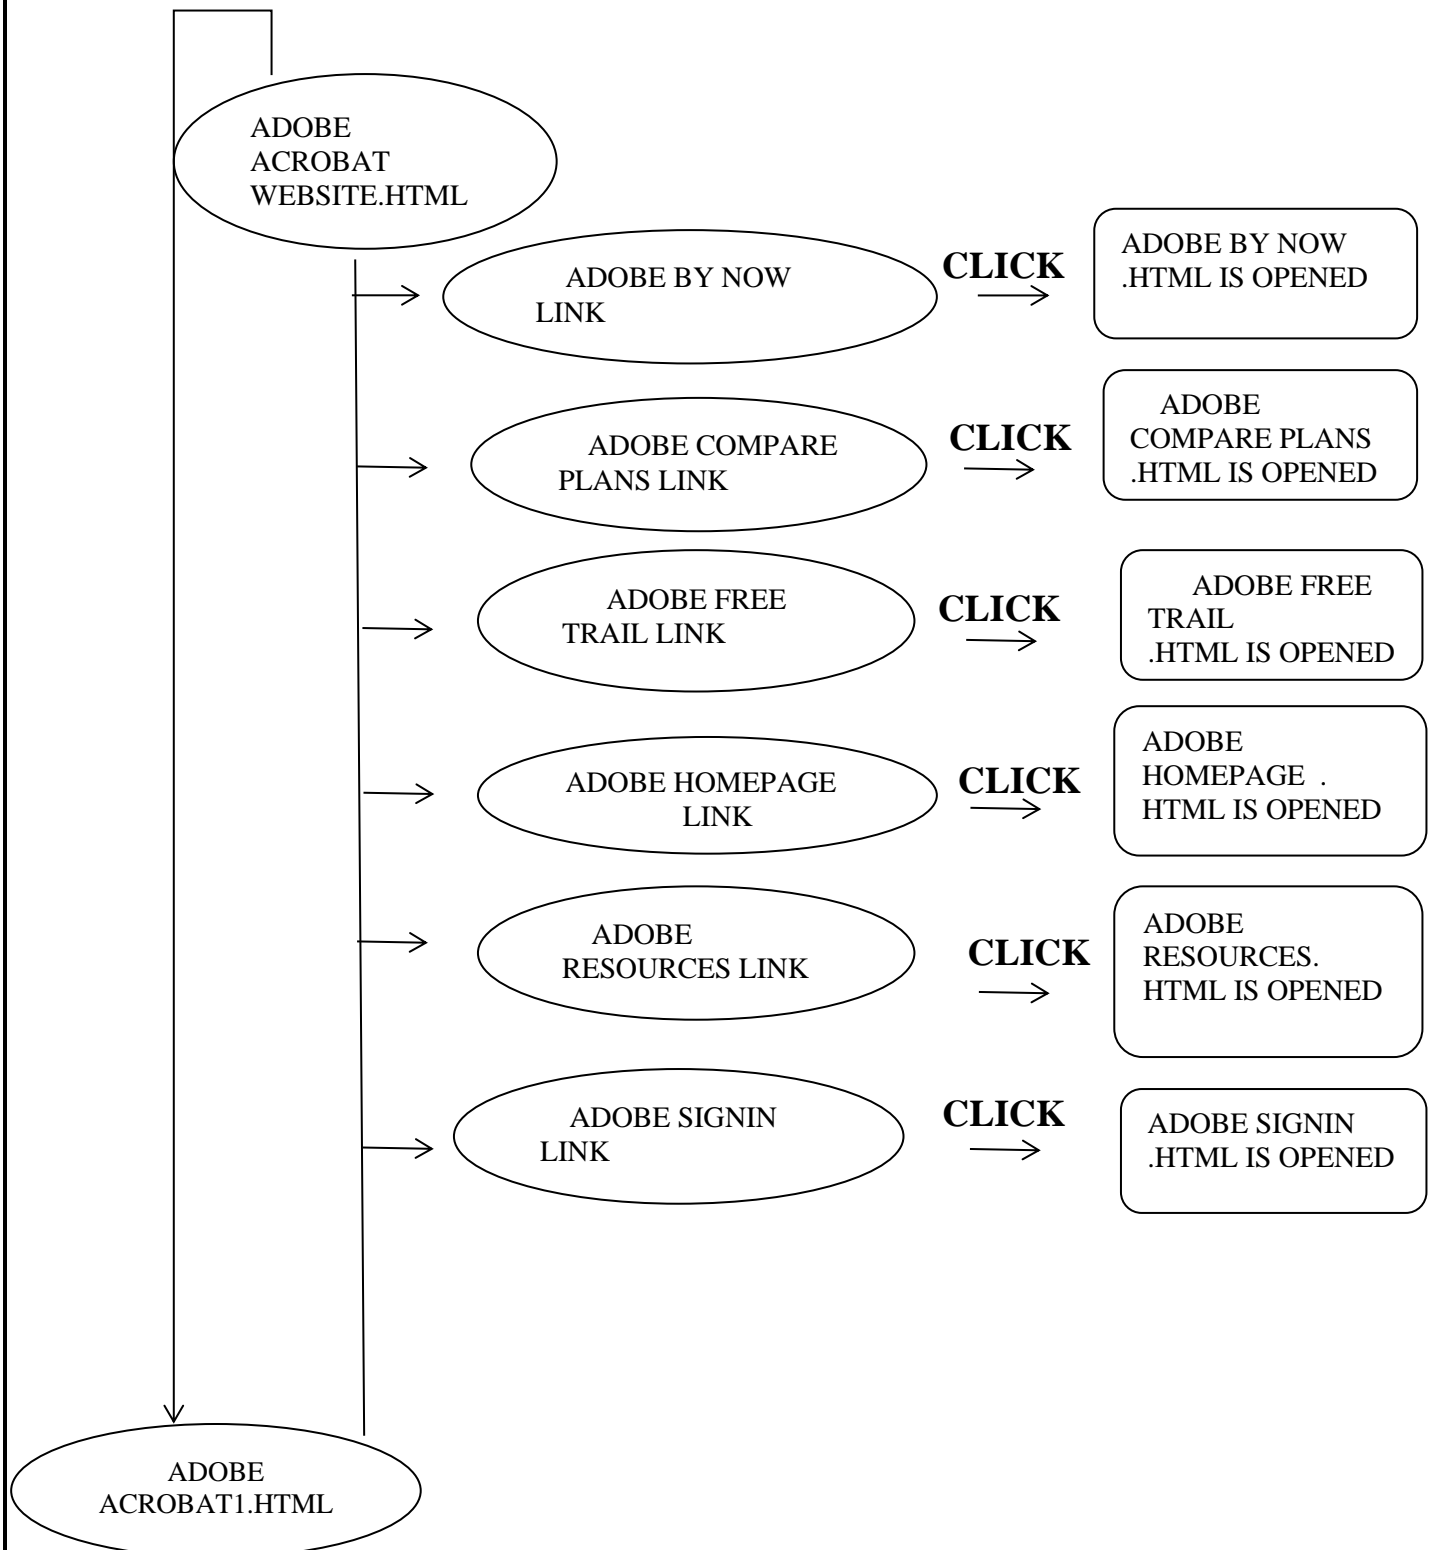 ADOBE
ACROBAT
WEBSITE.HTML
ADOBE BY NOW
LINK
CLICK
ADOBE BY NOW
.HTML IS OPENED
ADOBE COMPARE
PLANS LINK
CLICK
ADOBE
COMPARE PLANS
.HTML IS OPENED
ADOBE FREE
TRAIL LINK
CLICK
ADOBE FREE
TRAIL
.HTML IS OPENED
ADOBE HOMEPAGE
LINK
CLICK
ADOBE
HOMEPAGE .
HTML IS OPENED
ADOBE
RESOURCES LINK
CLICK
ADOBE
RESOURCES.
HTML IS OPENED
ADOBE SIGNIN
LINK
CLICK
ADOBE SIGNIN
.HTML IS OPENED
ADOBE
ACROBAT1.HTML